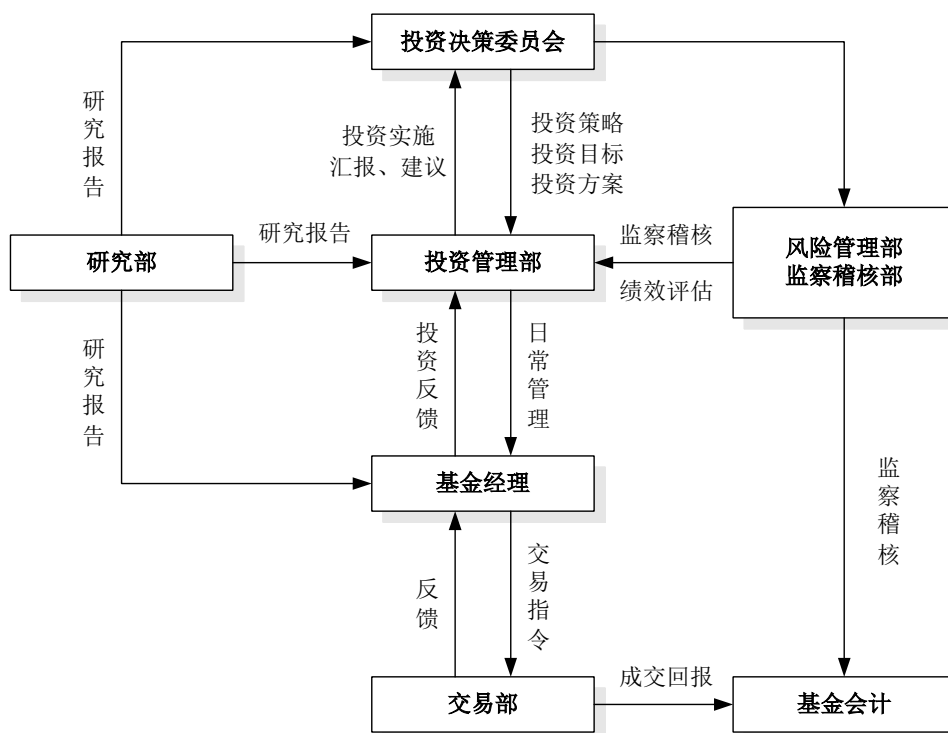 投资决策委员会
研究报告
投资实施
汇报、建议
投资策略
投资目标
投资方案
研究部
研究报告
投资管理部
监察稽核
绩效评估
风险管理部
监察稽核部
研究报告
投资反馈
日常管理
基金经理
监察稽核
反馈
交易指令
交易部
成交回报
基金会计